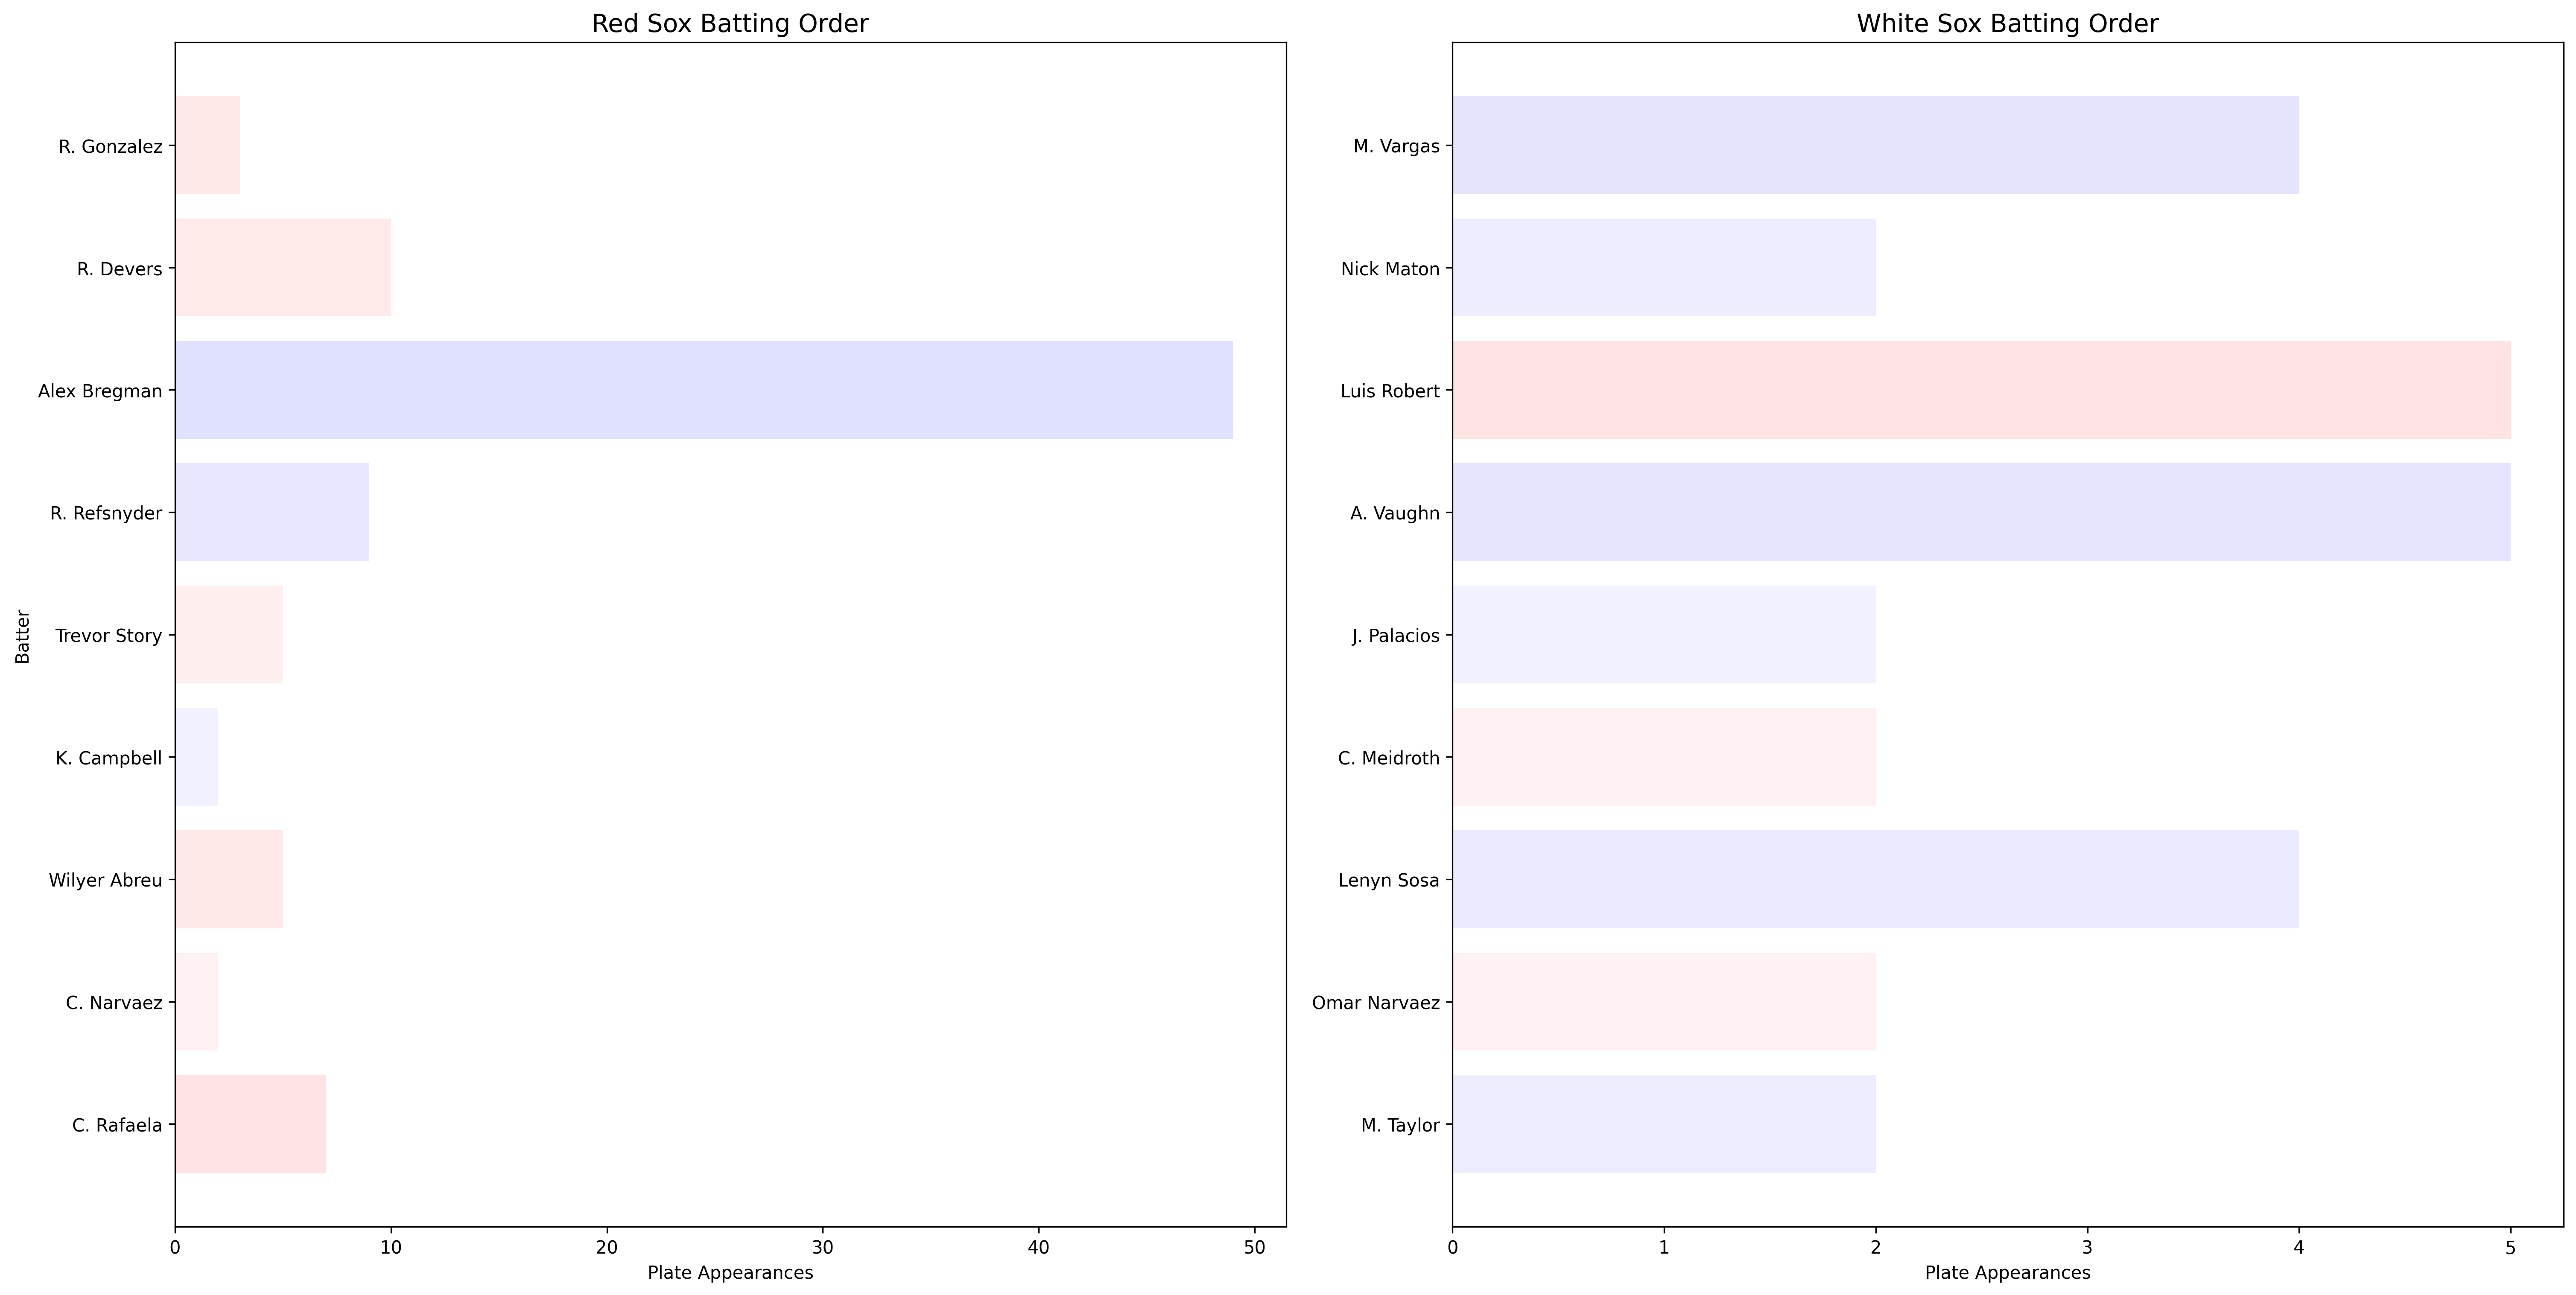 Red Sox Batting Order
Batter
R. Gonzalez
R. Devers
Alex Bregman
R. Refsnyder
Trevor Story
K. Campbell
Wilyer Abreu
C. Narvaez
C. Rafaela
0 10 20 30 40 50
Plate Appearances
White Sox Batting Order
M. Vargas
Nick Maton
Luis Robert
A. Vaughn
J. Palacios
C. Meidroth
Lenyn Sosa
Omar Narvaez
M. Taylor
0 1 2 3 4 5
Plate Appearances